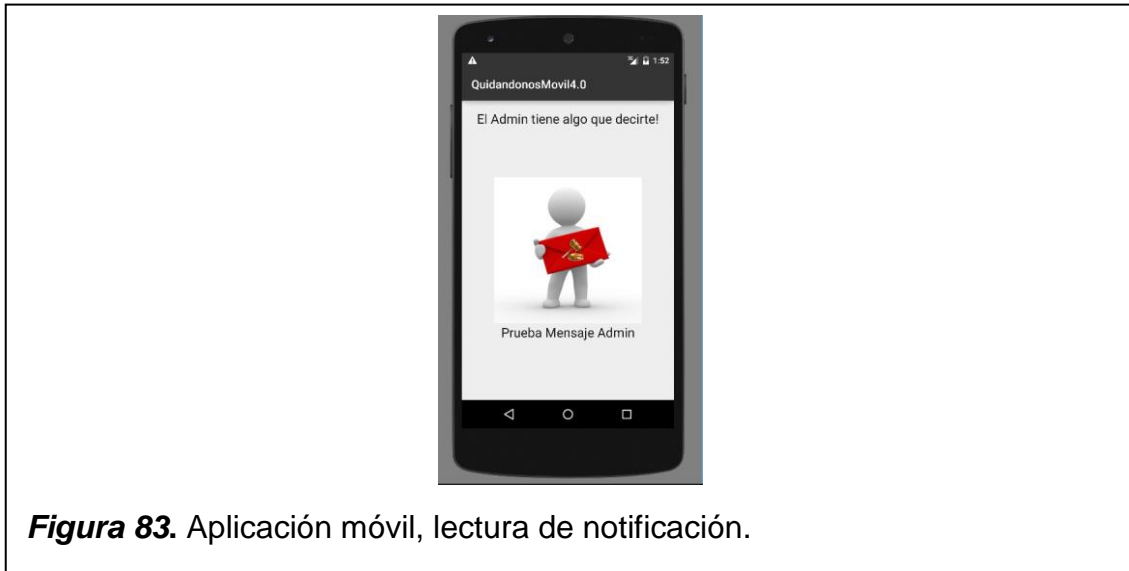 1:52
QuidandonosMovil4.0
El Admin tiene algo que decirte!
Prueba Mensaje Admin
Figura 83. Aplicación móvil, lectura de notificación.